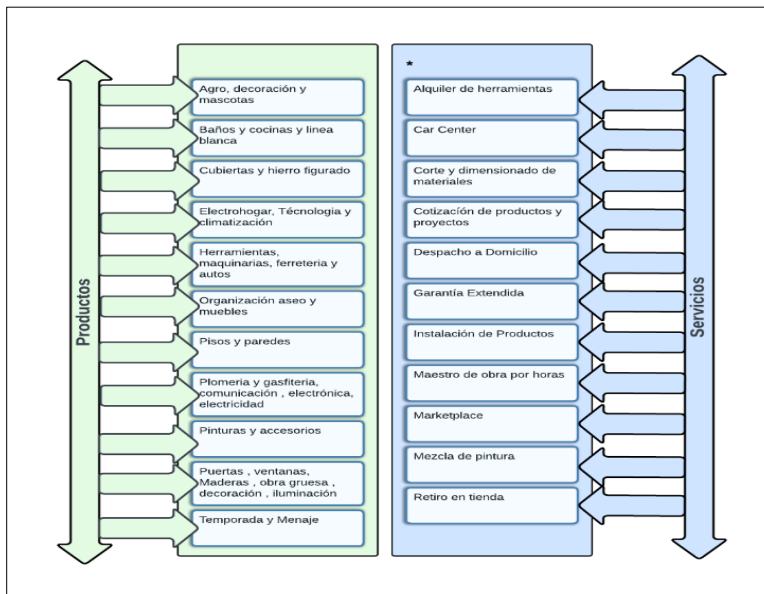 Productos
Agro, decoración y
mascotas
Baños y cocinas y linea
blanca
Cubiertas y hierro figurado
Electrohogar, Técnologia y
climatización
Herramientas,
maquinarias, ferreteria y
autos
Organización aseo y
muebles
Pisos y paredes
Plomeria y gasfiteria,
comunicación , electrónica,
electricidad
Pinturas y accesorios
Puertas , ventanas,
Maderas , obra gruesa ,
decoración , iluminación
Temporada y Menaje
*
Alquiler de herramientas
Car Center
Corte y dimensionado de
materiales
Cotizacíón de productos y
proyectos
Despacho a Domicilio
Garantía Extendida
Instalación de Productos
Maestro de obra por horas
Marketplace
Mezcla de pintura
Retiro en tienda
Servicios